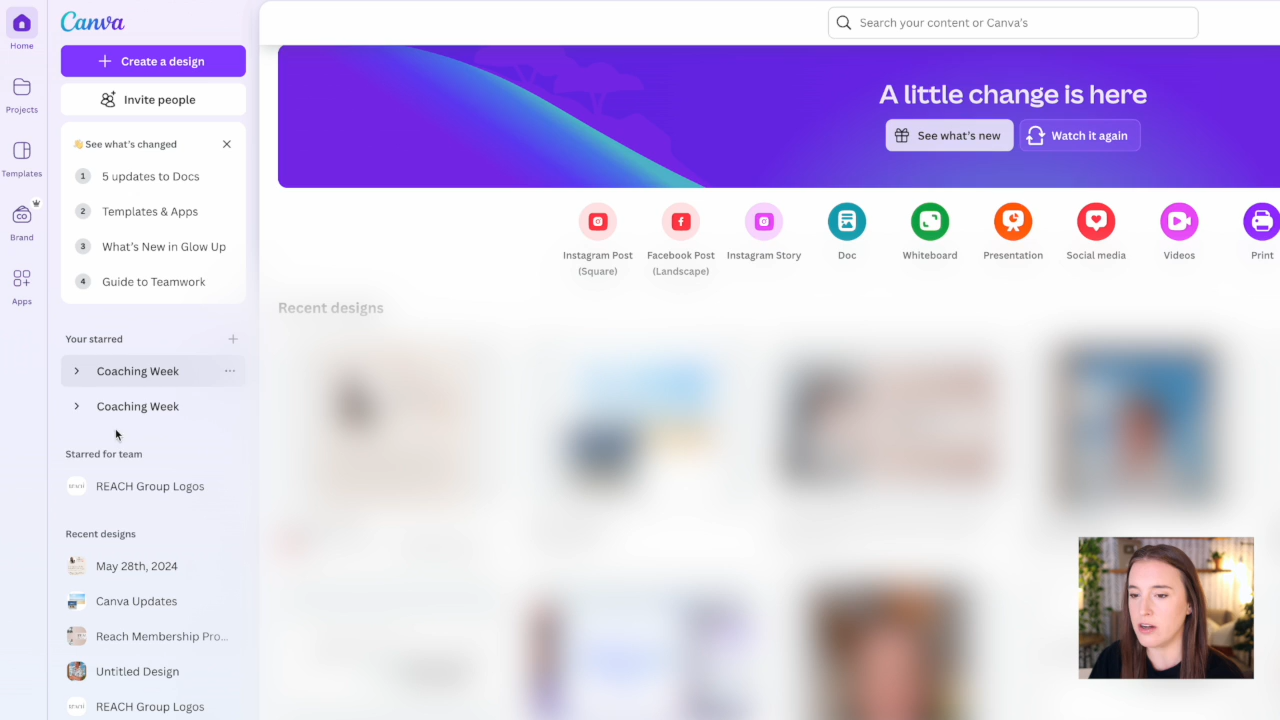 Canva
Home
Create a design
Invite people
Projects
Templates
Brand
Apps
👋 See what's changed
1 5 updates to Docs
2 Templates & Apps
3 What's New in Glow Up
4 Guide to Teamwork
Your starred
Coaching Week
Coaching Week
Starred for team
REACH Group Logos
Recent designs
May 28th, 2024
Canva Updates
Reach Membership Pro...
Untitled Design
REACH Group Logos
Search your content or Canva's
A little change is here
See what's new
Watch it again
Instagram Post
(Square)
Facebook Post
(Landscape)
Instagram Story
Doc
Whiteboard
Presentation
Social media
Videos
Print
Recent designs